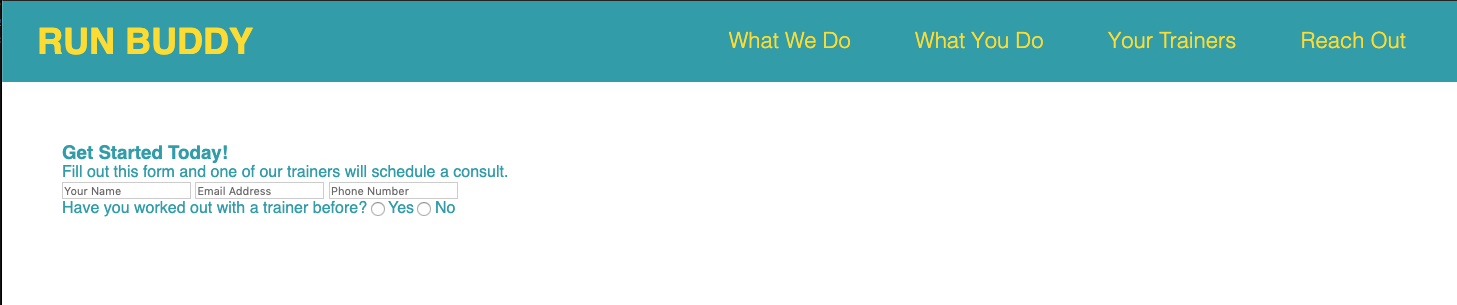 RUN BUDDY What We Do What You Do Your Trainers Reach Out
Get Started Today!
Fill out this form and one of our trainers will schedule a consult.
Your Name Email Address Phone Number
Have you worked out with a trainer before? Yes No